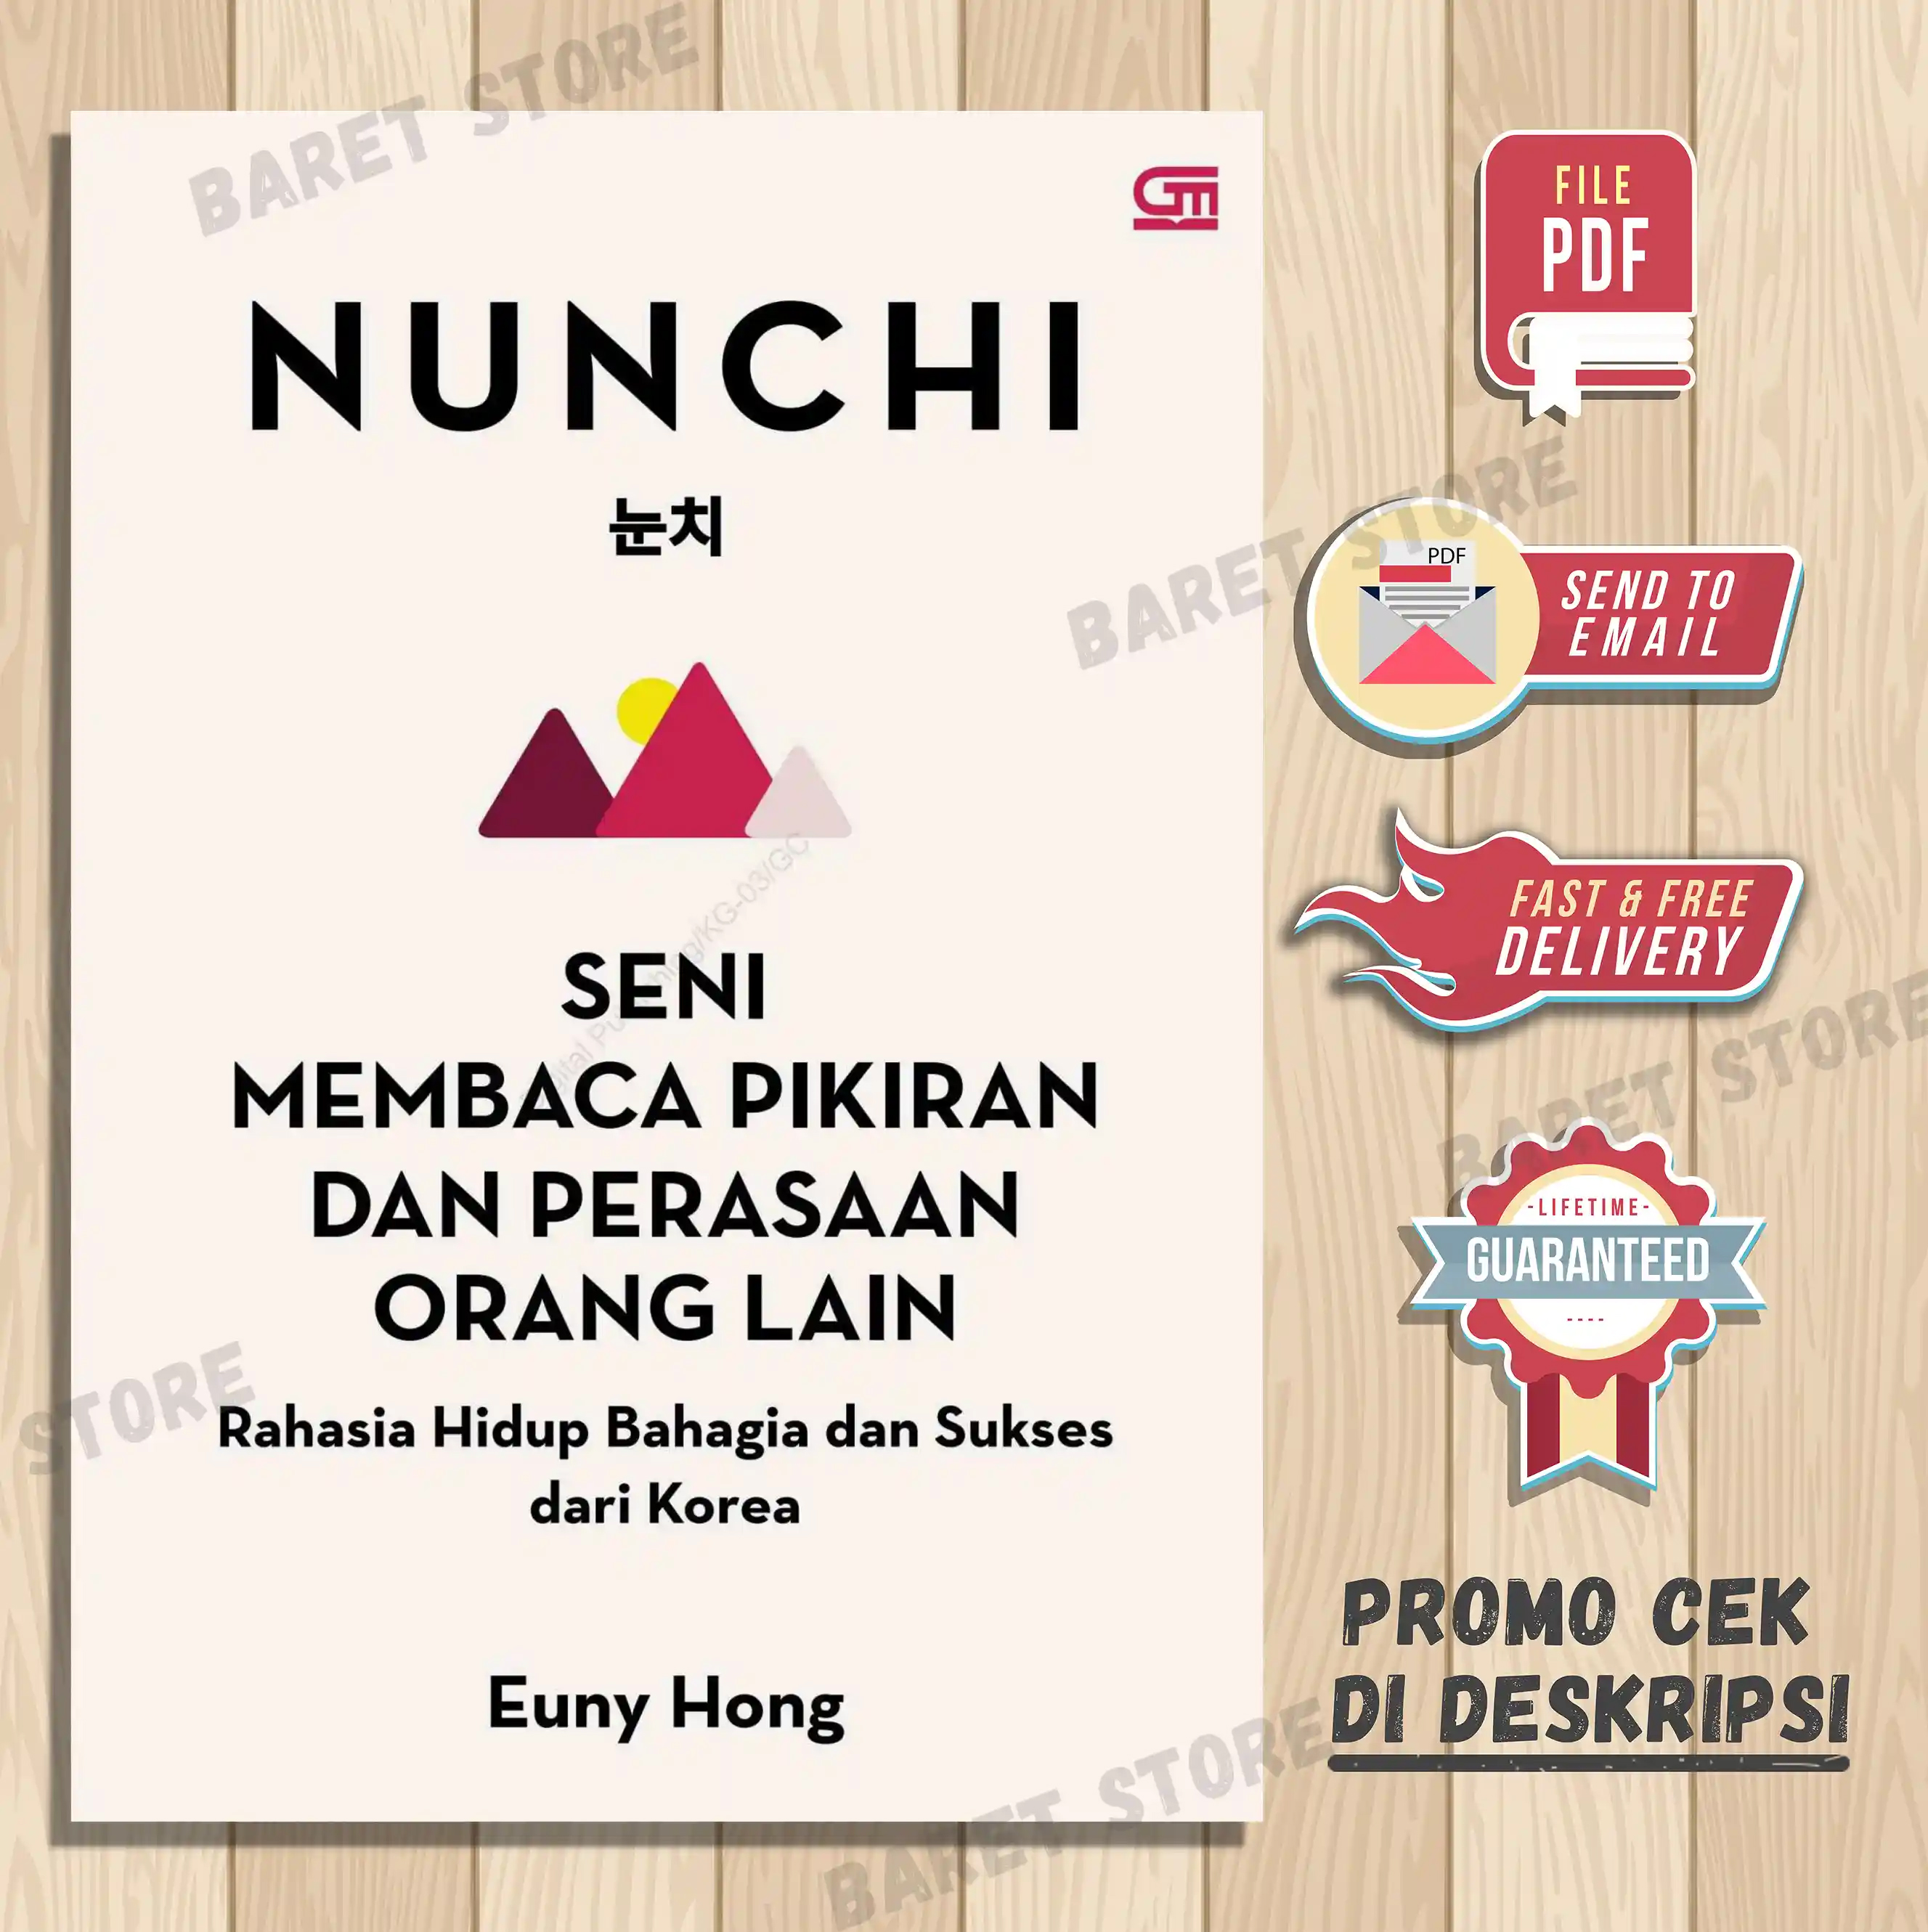 BARET STORE
GM
NUNCHI
눈치
SENI
MEMBACA PIKIRAN
DAN PERASAAN
ORANG LAIN
Rahasia Hidup Bahagia dan Sukses
dari Korea
Euny Hong
FILE
PDF
PDF
SEND TO
EMAIL
FAST & FREE
DELIVERY
-LIFETIME-
GUARANTEED
----
PROMO CEK
DI DESKRIPSI
BARET STORE
BARET STORE
STORE
BARET STORE